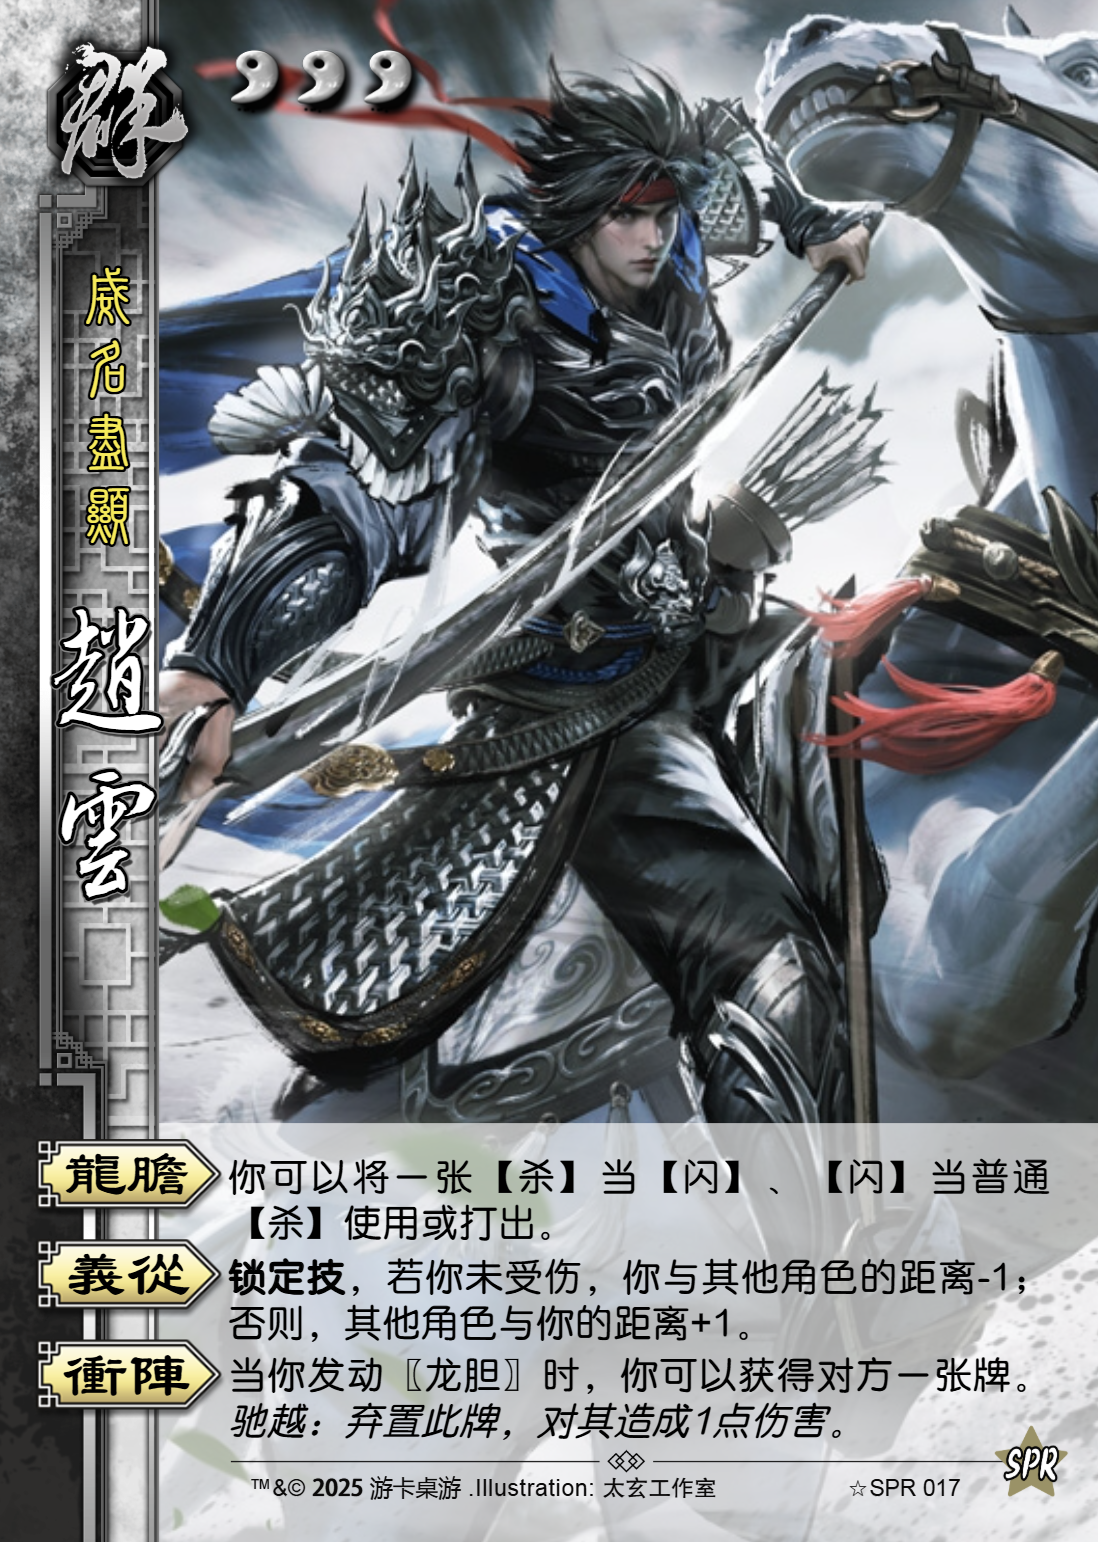 群
威名盡顯
趙雲
龍膽
你可以将一张【杀】当【闪】、【闪】当普通
【杀】使用或打出。
義從
锁定技，若你未受伤，你与其他角色的距离-1；
否则，其他角色与你的距离+1。
衝陣
当你发动〖龙胆〗时，你可以获得对方一张牌。
驰越：弃置此牌，对其造成1点伤害。
SPR
™&© 2025 游卡桌游 .Illustration: 太玄工作室 ☆SPR 017